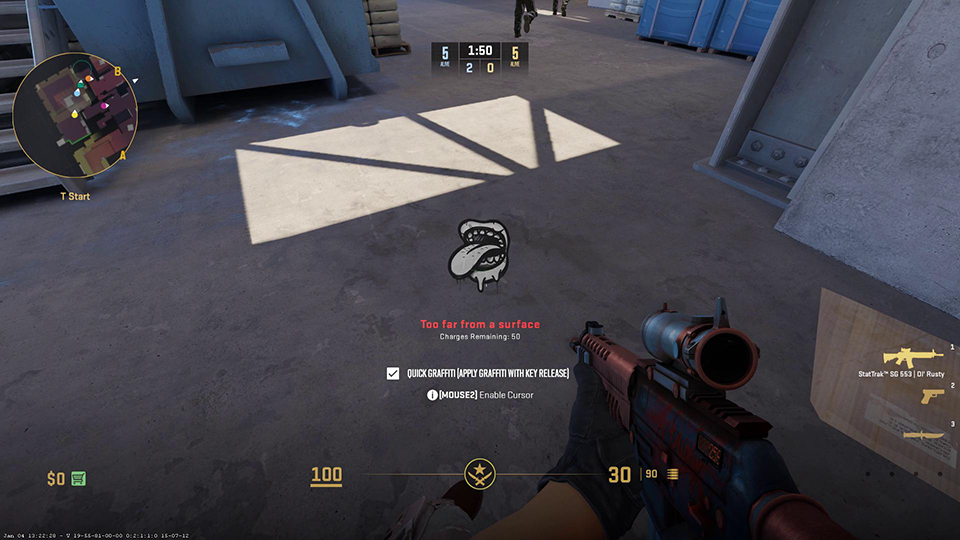 5 1:50 5
ALIVE 2 0 ALIVE
B
A
T Start
Too far from a surface
Charges Remaining: 50
QUICK GRAFFITI [APPLY GRAFFITI WITH KEY RELEASE]
[MOUSE2] Enable Cursor
1
StatTrak™ SG 553 | Ol' Rusty
2
3
$0 100 30 | 90